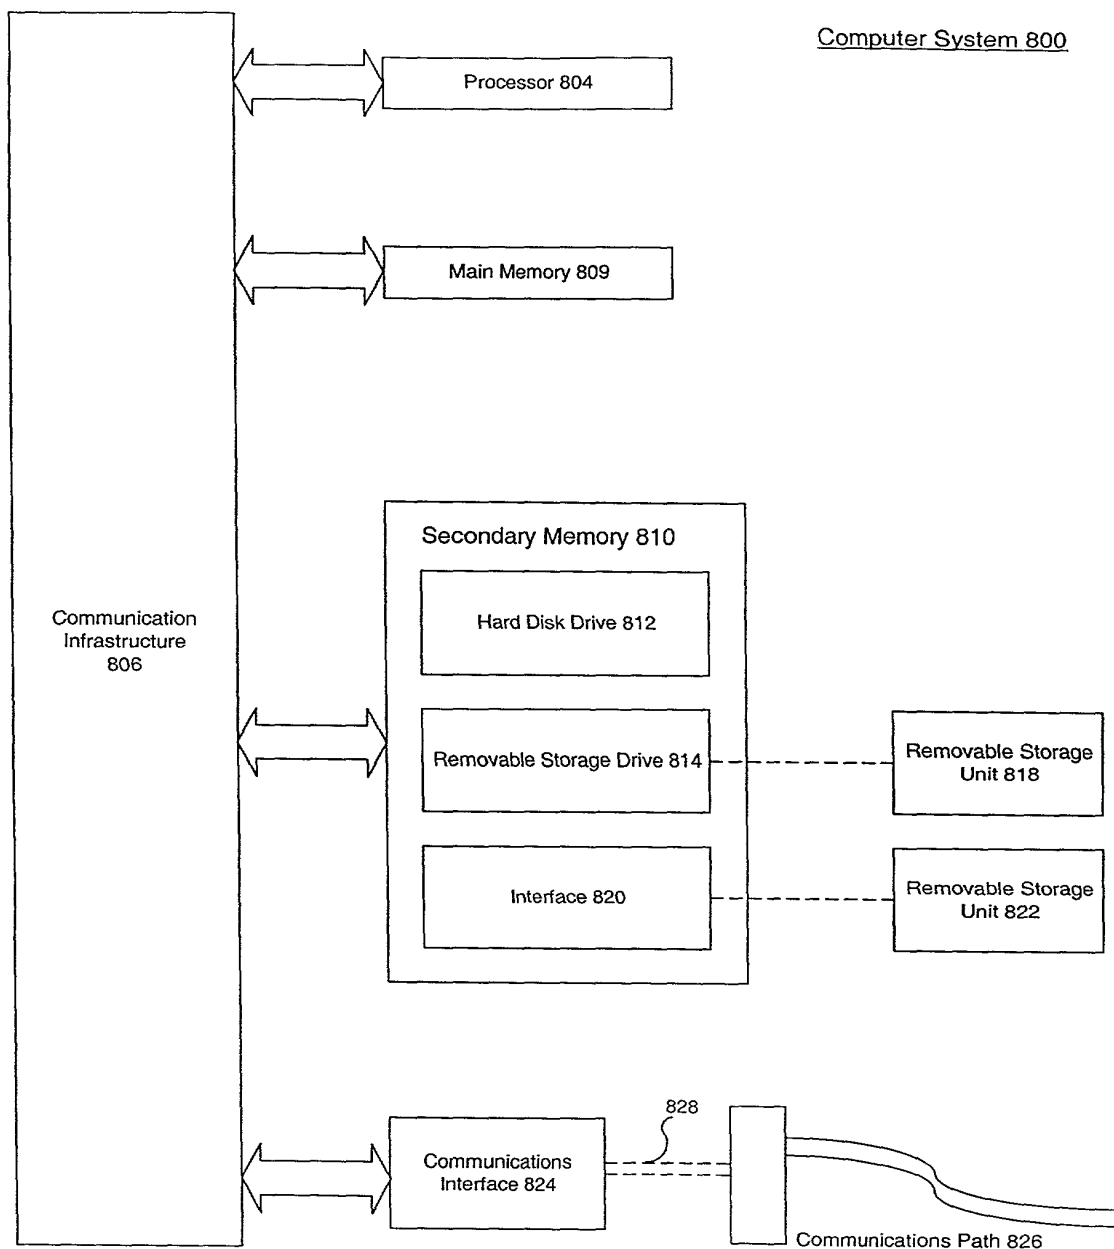 Computer System 800
Processor 804
Main Memory 809
Secondary Memory 810
Hard Disk Drive 812
Communication
Infrastructure
806
Removable Storage Drive 814
Removable Storage
Unit 818
Interface 820
Removable Storage
Unit 822
828
Communications
Interface 824
Communications Path 826